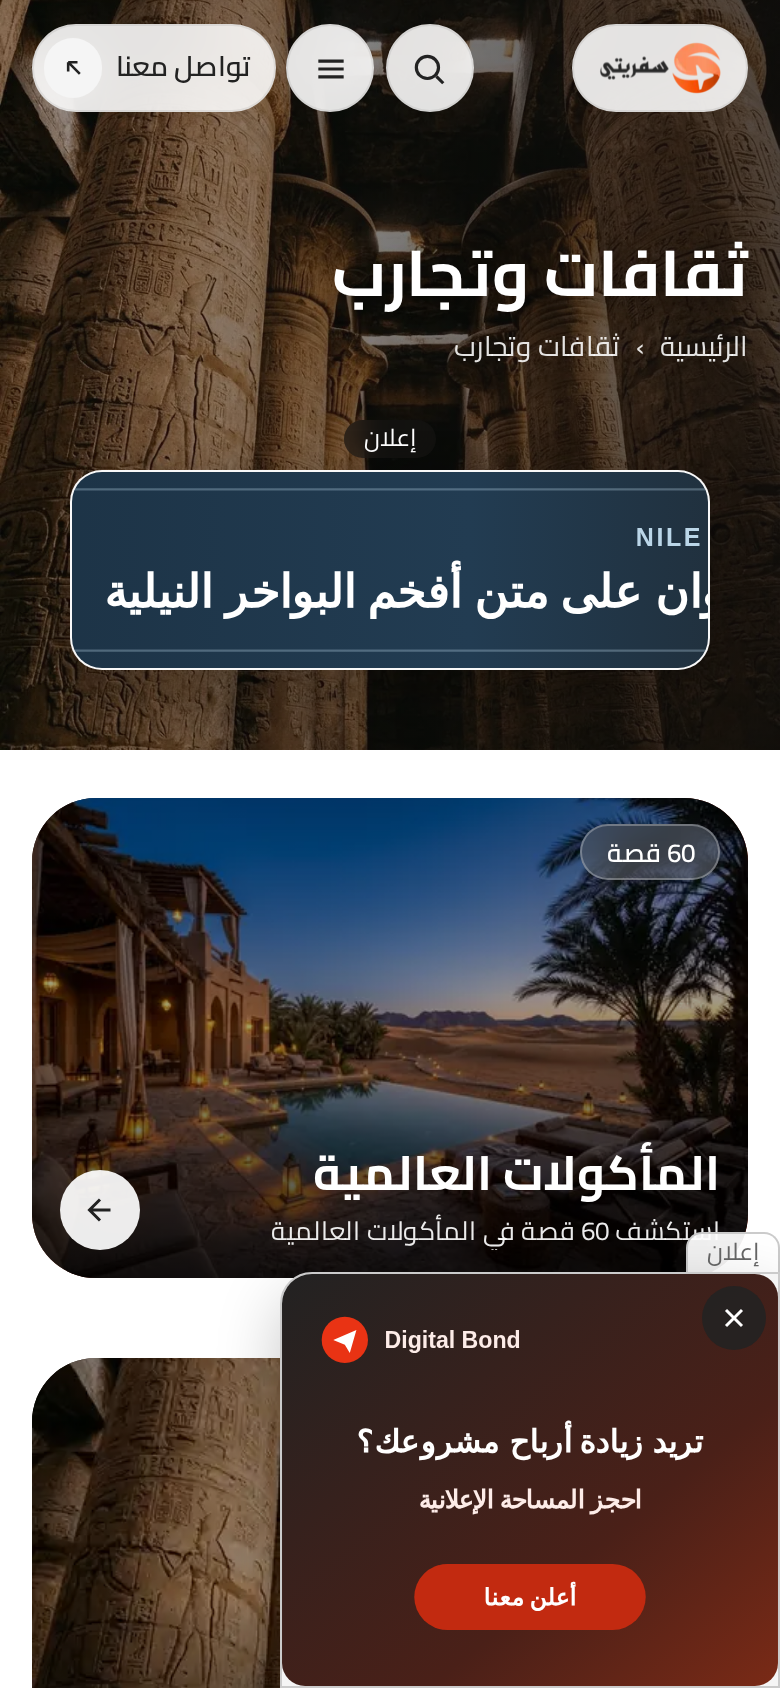 سفريتي
تواصل معنا
ثقافات وتجارب
الرئيسية › ثقافات وتجارب
إعلان
NILE
على متن أفخم البواخر النيلية
60 قصة
المأكولات العالمية
استكشف 60 قصة في المأكولات العالمية
إعلان
Digital Bond
تريد زيادة أرباح مشروعك؟
احجز المساحة الإعلانية
أعلن معنا